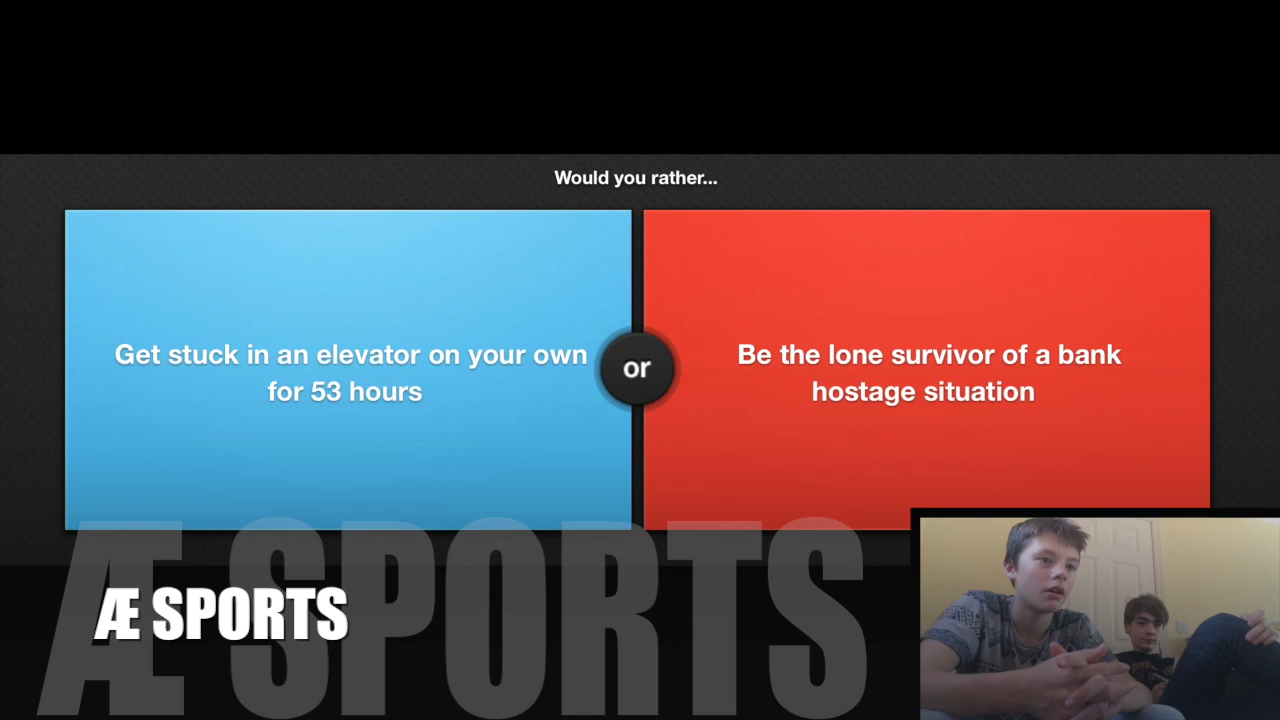 Would you rather...
Get stuck in an elevator on your own
for 53 hours
or
Be the lone survivor of a bank
hostage situation
Æ SPORTS
Æ SPORTS